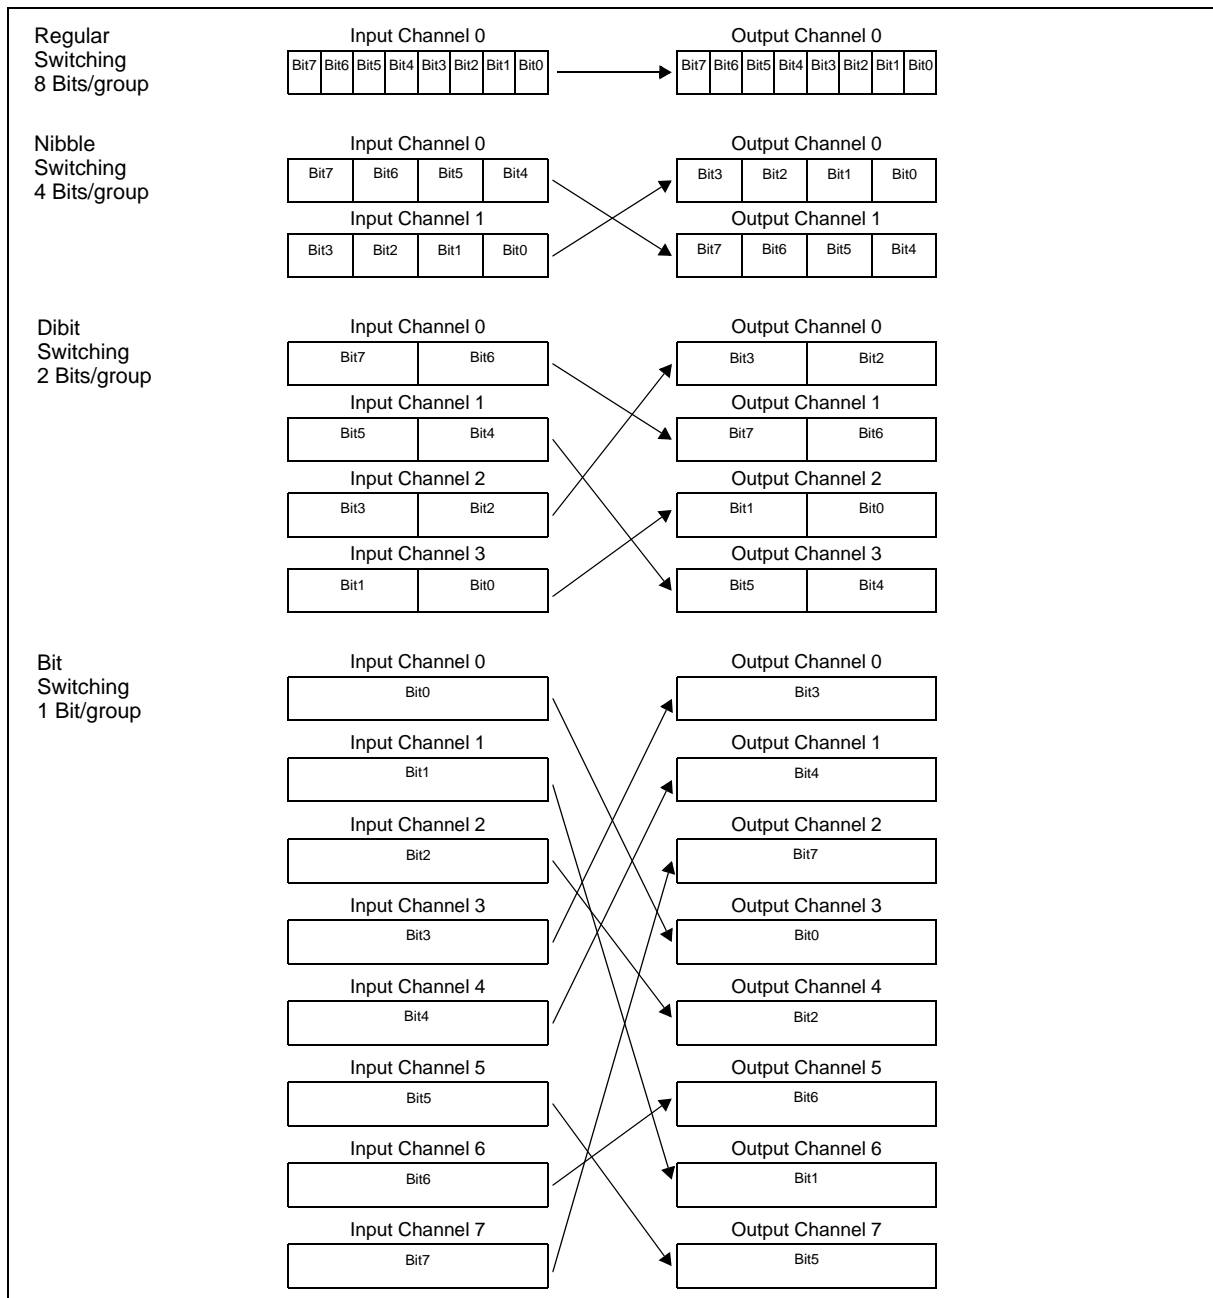 Regular
Switching
8 Bits/group
Input Channel 0
Output Channel 0
Bit7 Bit6 Bit5 Bit4 Bit3 Bit2 Bit1 Bit0
Bit7 Bit6 Bit5 Bit4 Bit3 Bit2 Bit1 Bit0
Nibble
Switching
4 Bits/group
Input Channel 0
Output Channel 0
Bit7 Bit6 Bit5 Bit4
Bit3 Bit2 Bit1 Bit0
Input Channel 1
Output Channel 1
Bit3 Bit2 Bit1 Bit0
Bit7 Bit6 Bit5 Bit4
Dibit
Switching
2 Bits/group
Input Channel 0
Output Channel 0
Bit7 Bit6
Bit3 Bit2
Input Channel 1
Output Channel 1
Bit5 Bit4
Bit7 Bit6
Input Channel 2
Output Channel 2
Bit3 Bit2
Bit1 Bit0
Input Channel 3
Output Channel 3
Bit1 Bit0
Bit5 Bit4
Bit
Switching
1 Bit/group
Input Channel 0
Output Channel 0
Bit0
Bit3
Input Channel 1
Output Channel 1
Bit1
Bit4
Input Channel 2
Output Channel 2
Bit2
Bit7
Input Channel 3
Output Channel 3
Bit3
Bit0
Input Channel 4
Output Channel 4
Bit4
Bit2
Input Channel 5
Output Channel 5
Bit5
Bit6
Input Channel 6
Output Channel 6
Bit6
Bit1
Input Channel 7
Output Channel 7
Bit7
Bit5